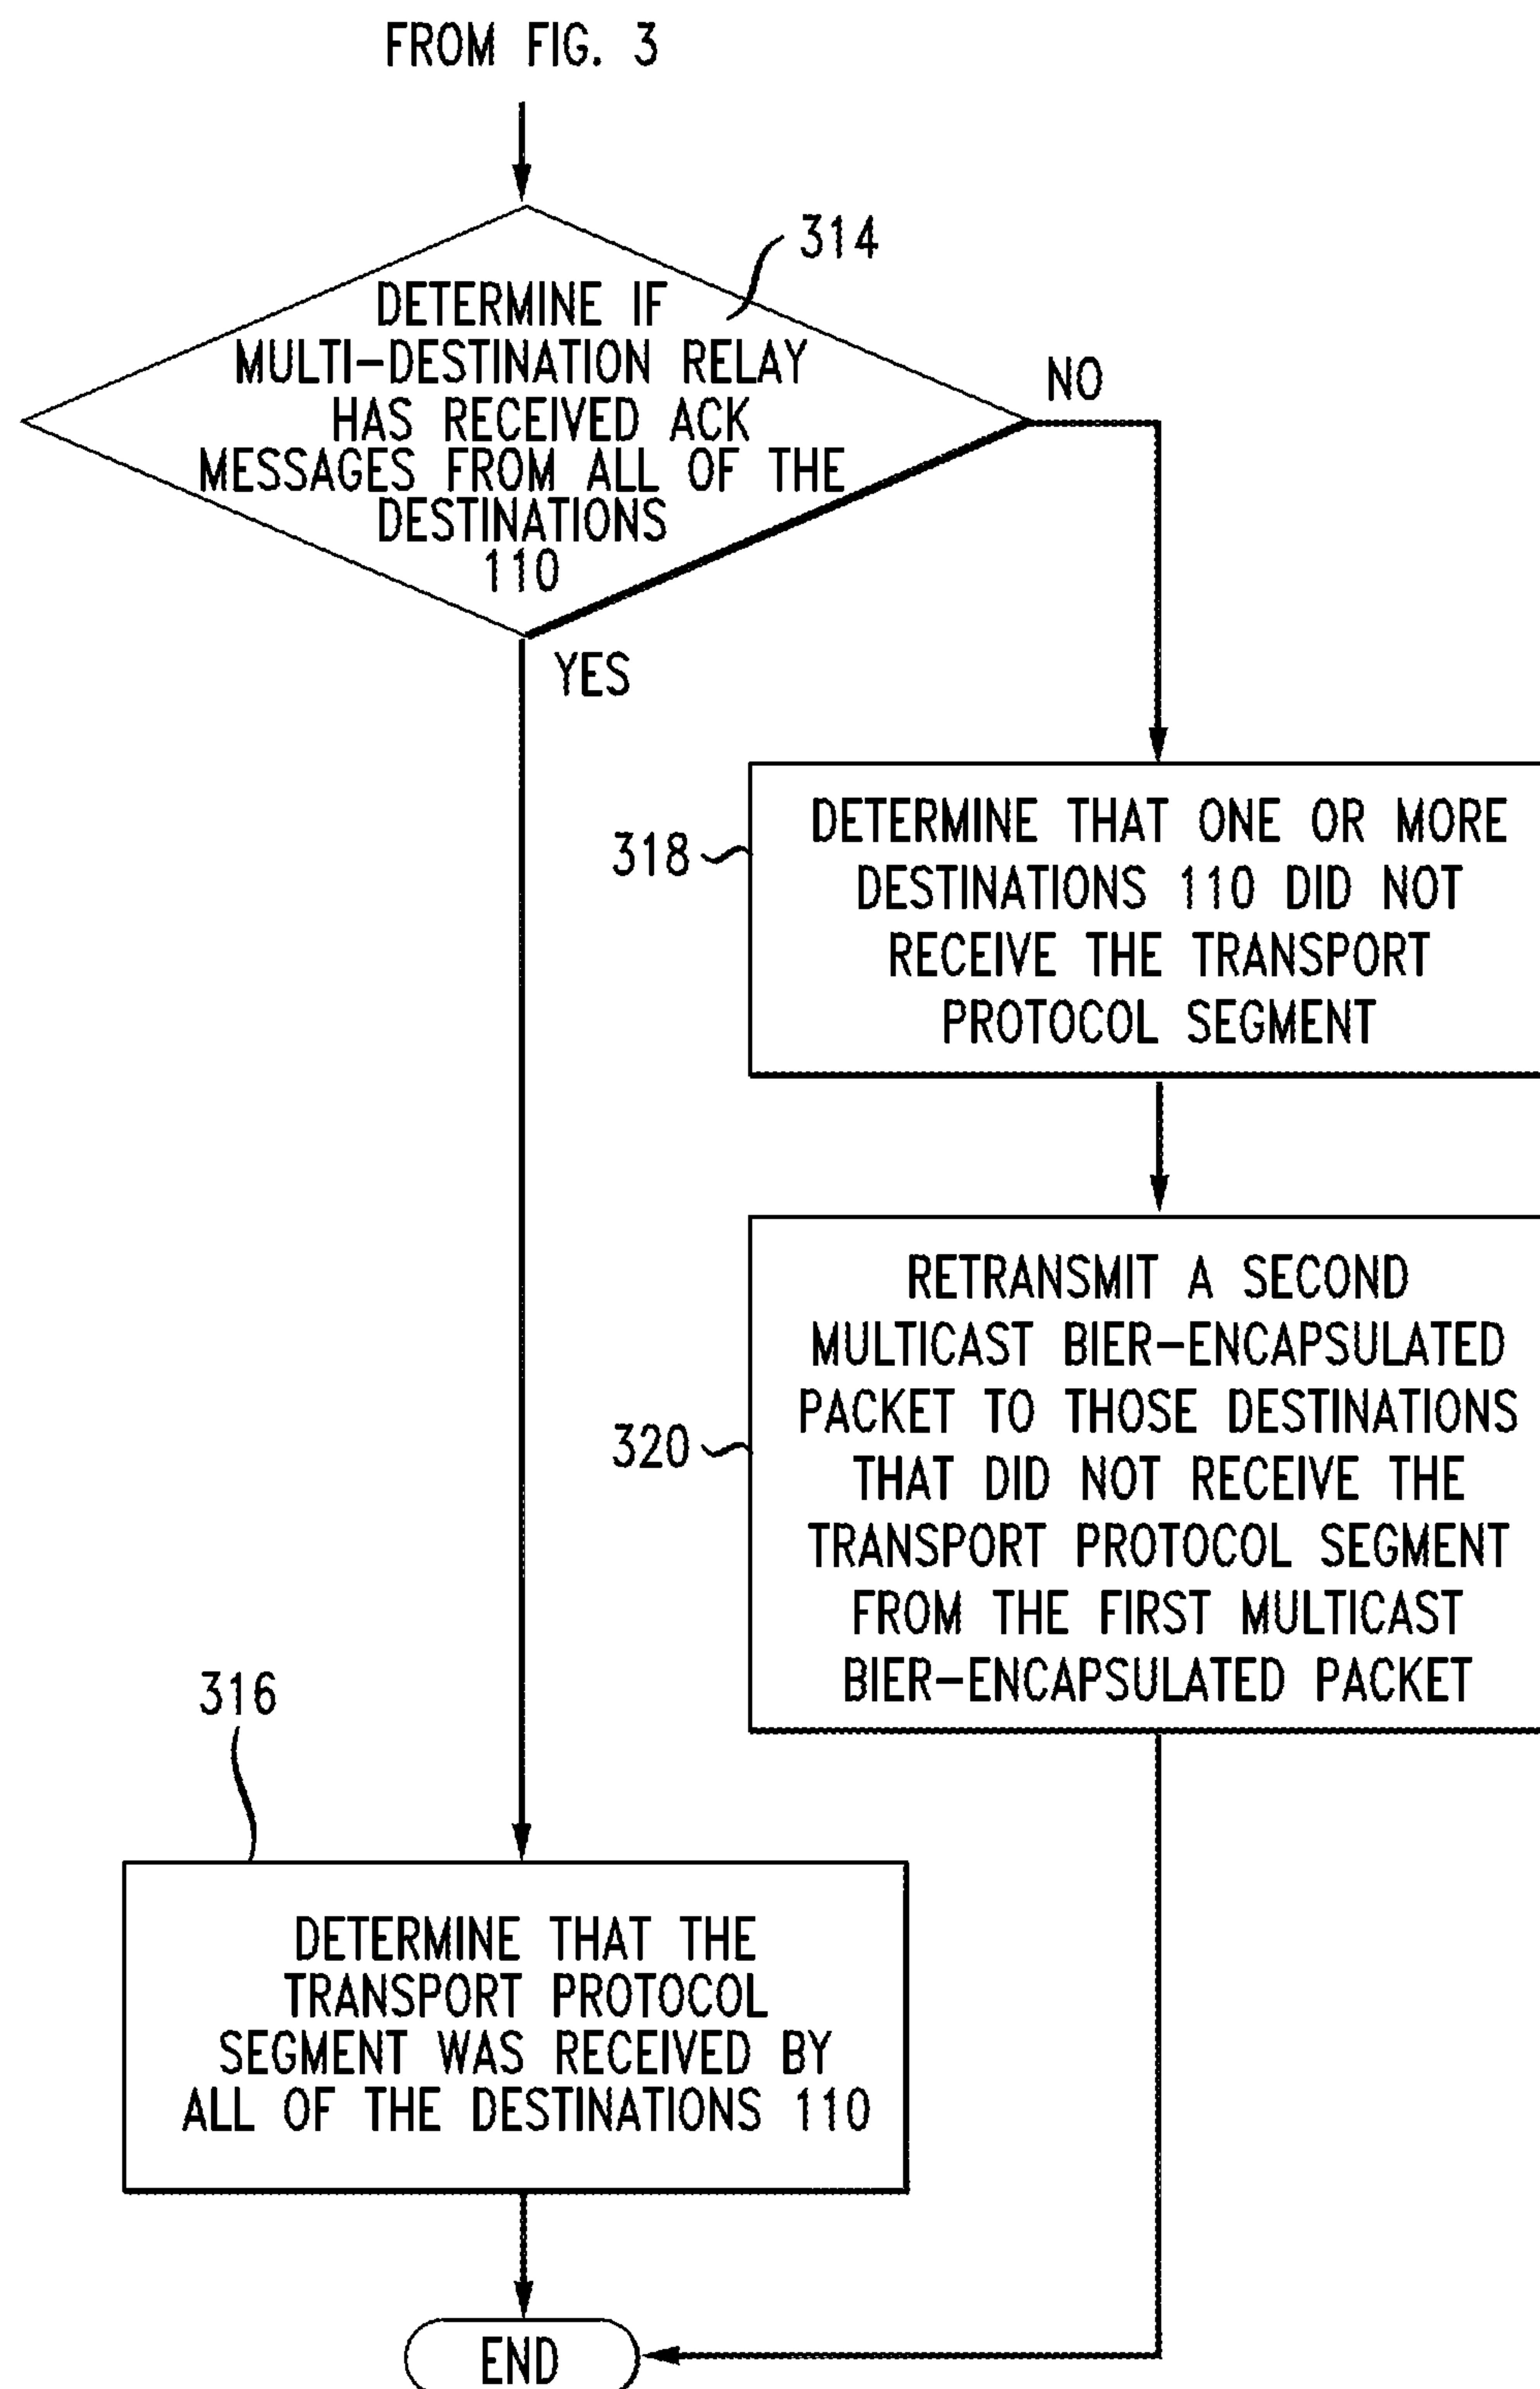 FROM FIG. 3
314
DETERMINE IF
MULTI-DESTINATION RELAY
HAS RECEIVED ACK
MESSAGES FROM ALL OF THE
DESTINATIONS
110
NO
YES
318
DETERMINE THAT ONE OR MORE
DESTINATIONS 110 DID NOT
RECEIVE THE TRANSPORT
PROTOCOL SEGMENT
320
RETRANSMIT A SECOND
MULTICAST BIER-ENCAPSULATED
PACKET TO THOSE DESTINATIONS
THAT DID NOT RECEIVE THE
TRANSPORT PROTOCOL SEGMENT
FROM THE FIRST MULTICAST
BIER-ENCAPSULATED PACKET
316
DETERMINE THAT THE
TRANSPORT PROTOCOL
SEGMENT WAS RECEIVED BY
ALL OF THE DESTINATIONS 110
END